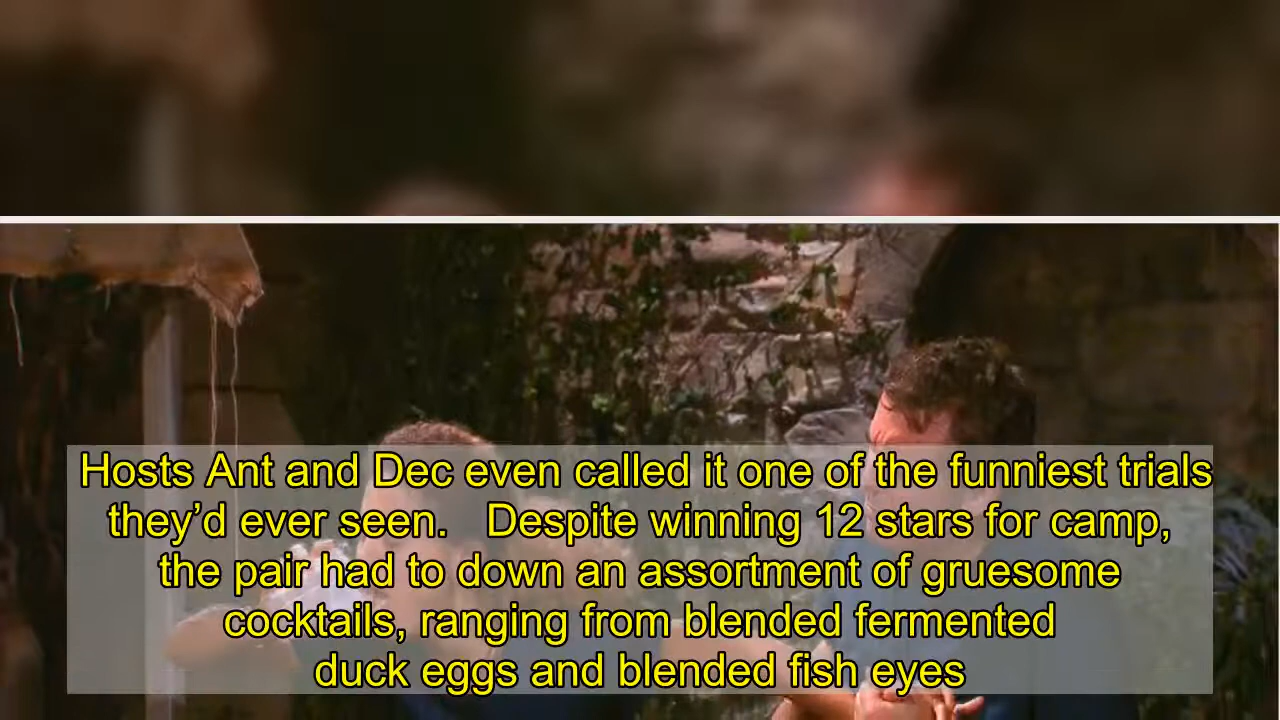 Hosts Ant and Dec even called it one of the funniest trials
they’d ever seen.   Despite winning 12 stars for camp,
the pair had to down an assortment of gruesome
cocktails, ranging from blended fermented
duck eggs and blended fish eyes